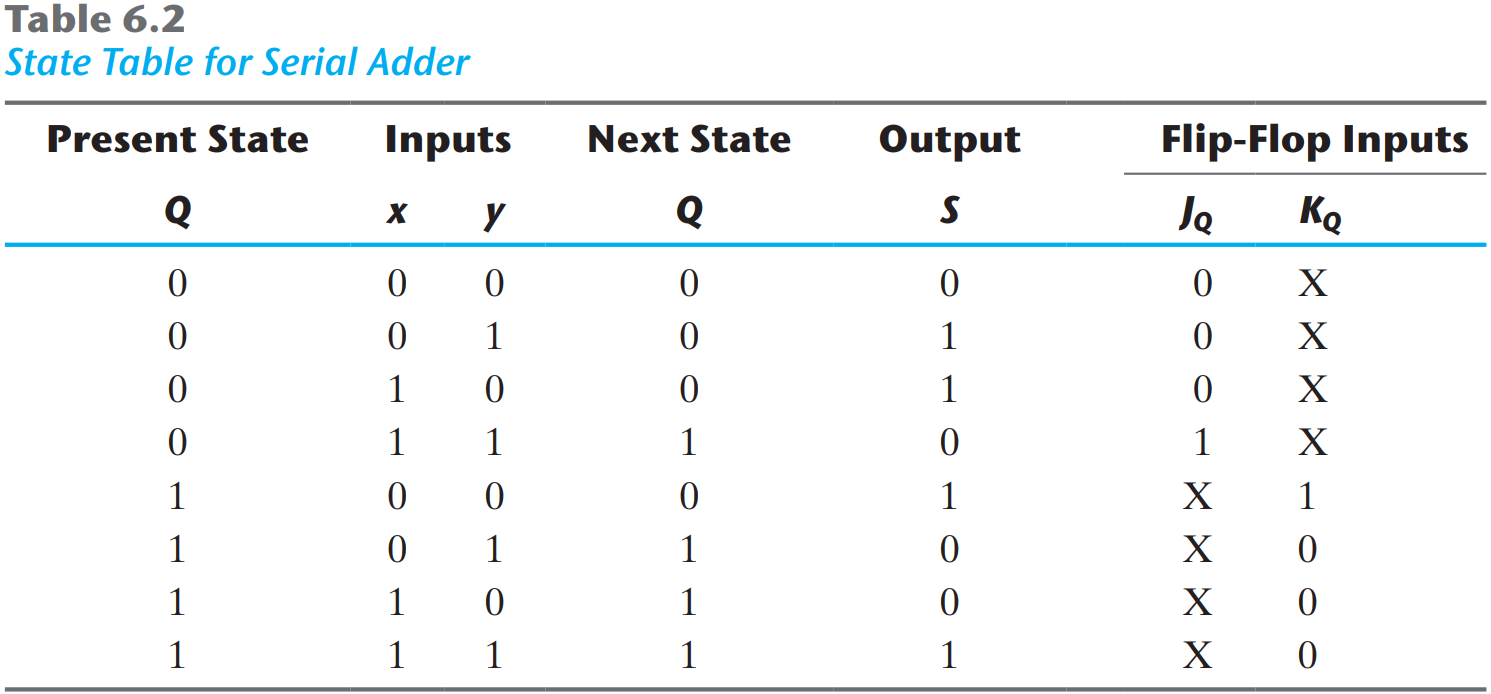 Table 6.2
State Table for Serial Adder
Present State Inputs Next State Output Flip-Flop Inputs
Q x y Q S J_Q K_Q
0 0 0 0 0 0 X
0 0 1 0 1 0 X
0 1 0 0 1 0 X
0 1 1 1 0 1 X
1 0 0 0 1 X 1
1 0 1 1 0 X 0
1 1 0 1 0 X 0
1 1 1 1 1 X 0